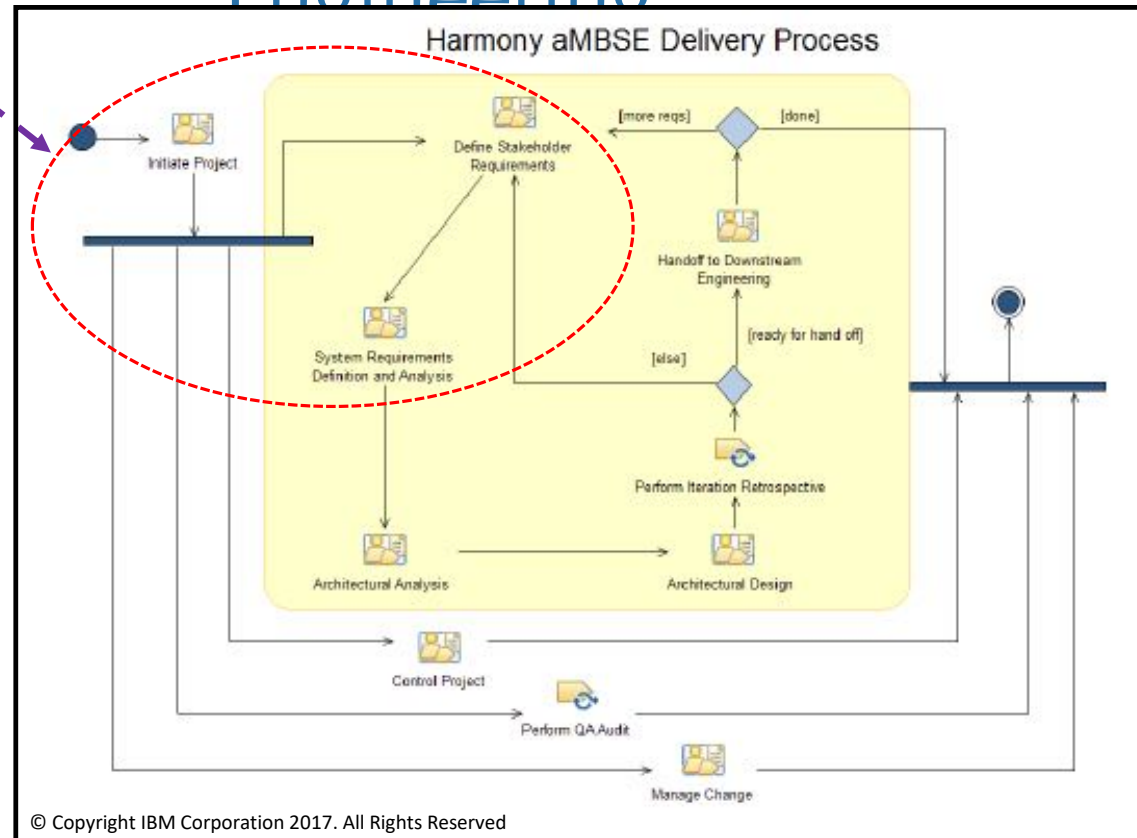 Engineering
Harmony aMBSE Delivery Process
Initiate Project
Define Stakeholder
Requirements
[more reqs]
[done]
Handoff to Downstream
Engineering
System Requirements
Definition and Analysis
[else]
[ready for hand off]
Perform Iteration Retrospective
Architectural Analysis
Architectural Design
Control Project
Perform QA Audit
Manage Change
© Copyright IBM Corporation 2017. All Rights Reserved